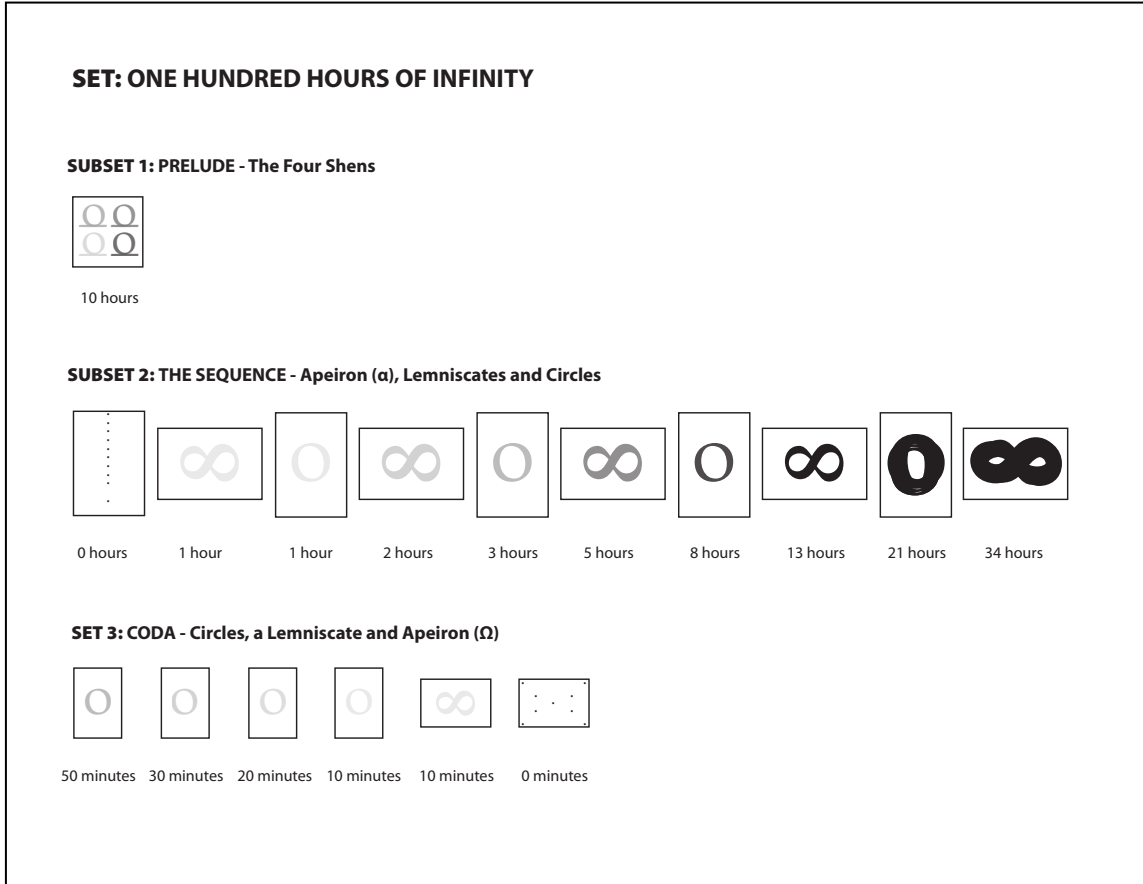 SET: ONE HUNDRED HOURS OF INFINITY
SUBSET 1: PRELUDE - The Four Shens
O O
O O
10 hours
SUBSET 2: THE SEQUENCE - Apeiron (α), Lemniscates and Circles
∞ O ∞ O ∞ O ∞ O ∞
0 hours 1 hour 1 hour 2 hours 3 hours 5 hours 8 hours 13 hours 21 hours 34 hours
SET 3: CODA - Circles, a Lemniscate and Apeiron (Ω)
O O O O ∞
50 minutes 30 minutes 20 minutes 10 minutes 10 minutes 0 minutes